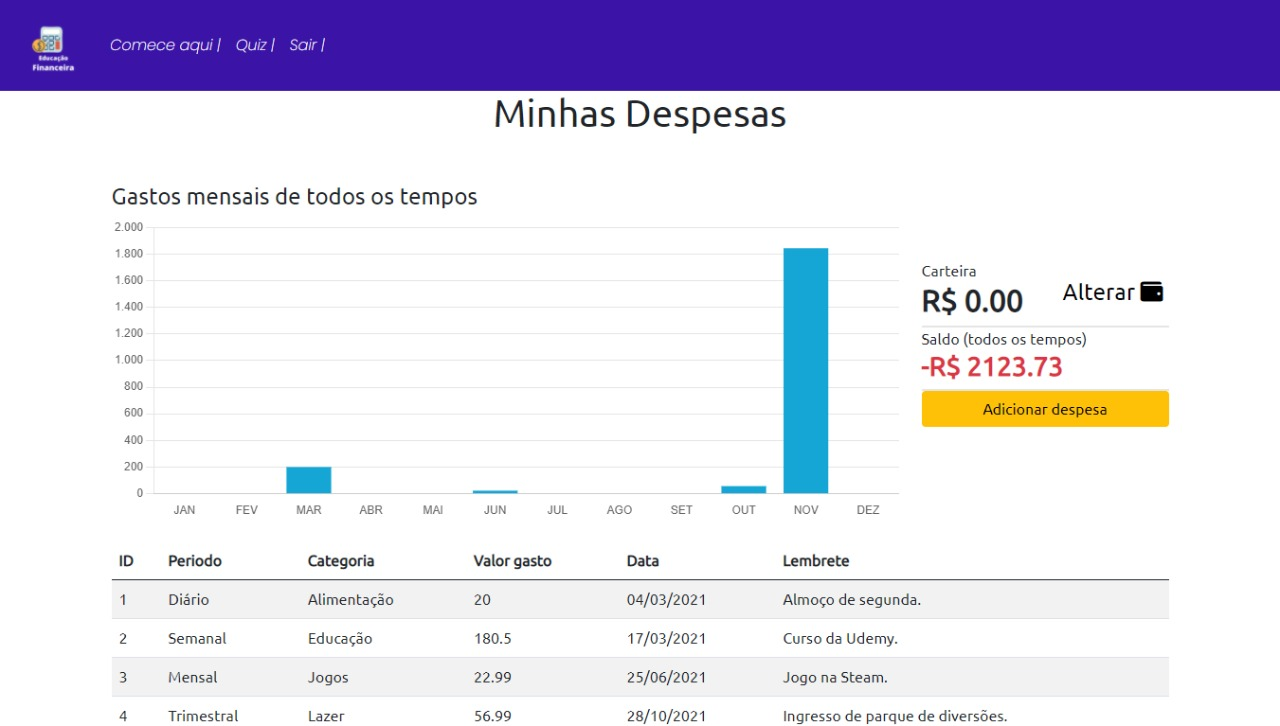 Educação
Financeira
Comece aqui | Quiz | Sair |
Minhas Despesas
Gastos mensais de todos os tempos
2.000
1.800
1.600
1.400
1.200
1.000
800
600
400
200
0
JAN FEV MAR ABR MAI JUN JUL AGO SET OUT NOV DEZ
Carteira
R$ 0.00 Alterar
Saldo (todos os tempos)
-R$ 2123.73
Adicionar despesa
ID Periodo Categoria Valor gasto Data Lembrete
1 Diário Alimentação 20 04/03/2021 Almoço de segunda.
2 Semanal Educação 180.5 17/03/2021 Curso da Udemy.
3 Mensal Jogos 22.99 25/06/2021 Jogo na Steam.
4 Trimestral Lazer 56.99 28/10/2021 Ingresso de parque de diversões.